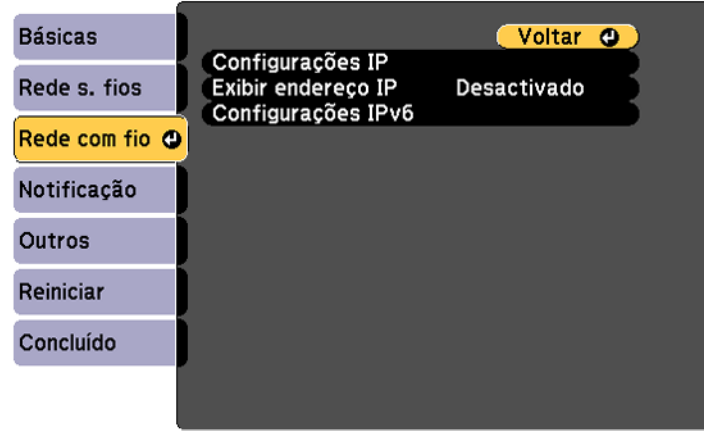 Básicas
Rede s. fios
Rede com fio
Notificação
Outros
Reiniciar
Concluído
Voltar
Configurações IP
Exibir endereço IP Desactivado
Configurações IPv6